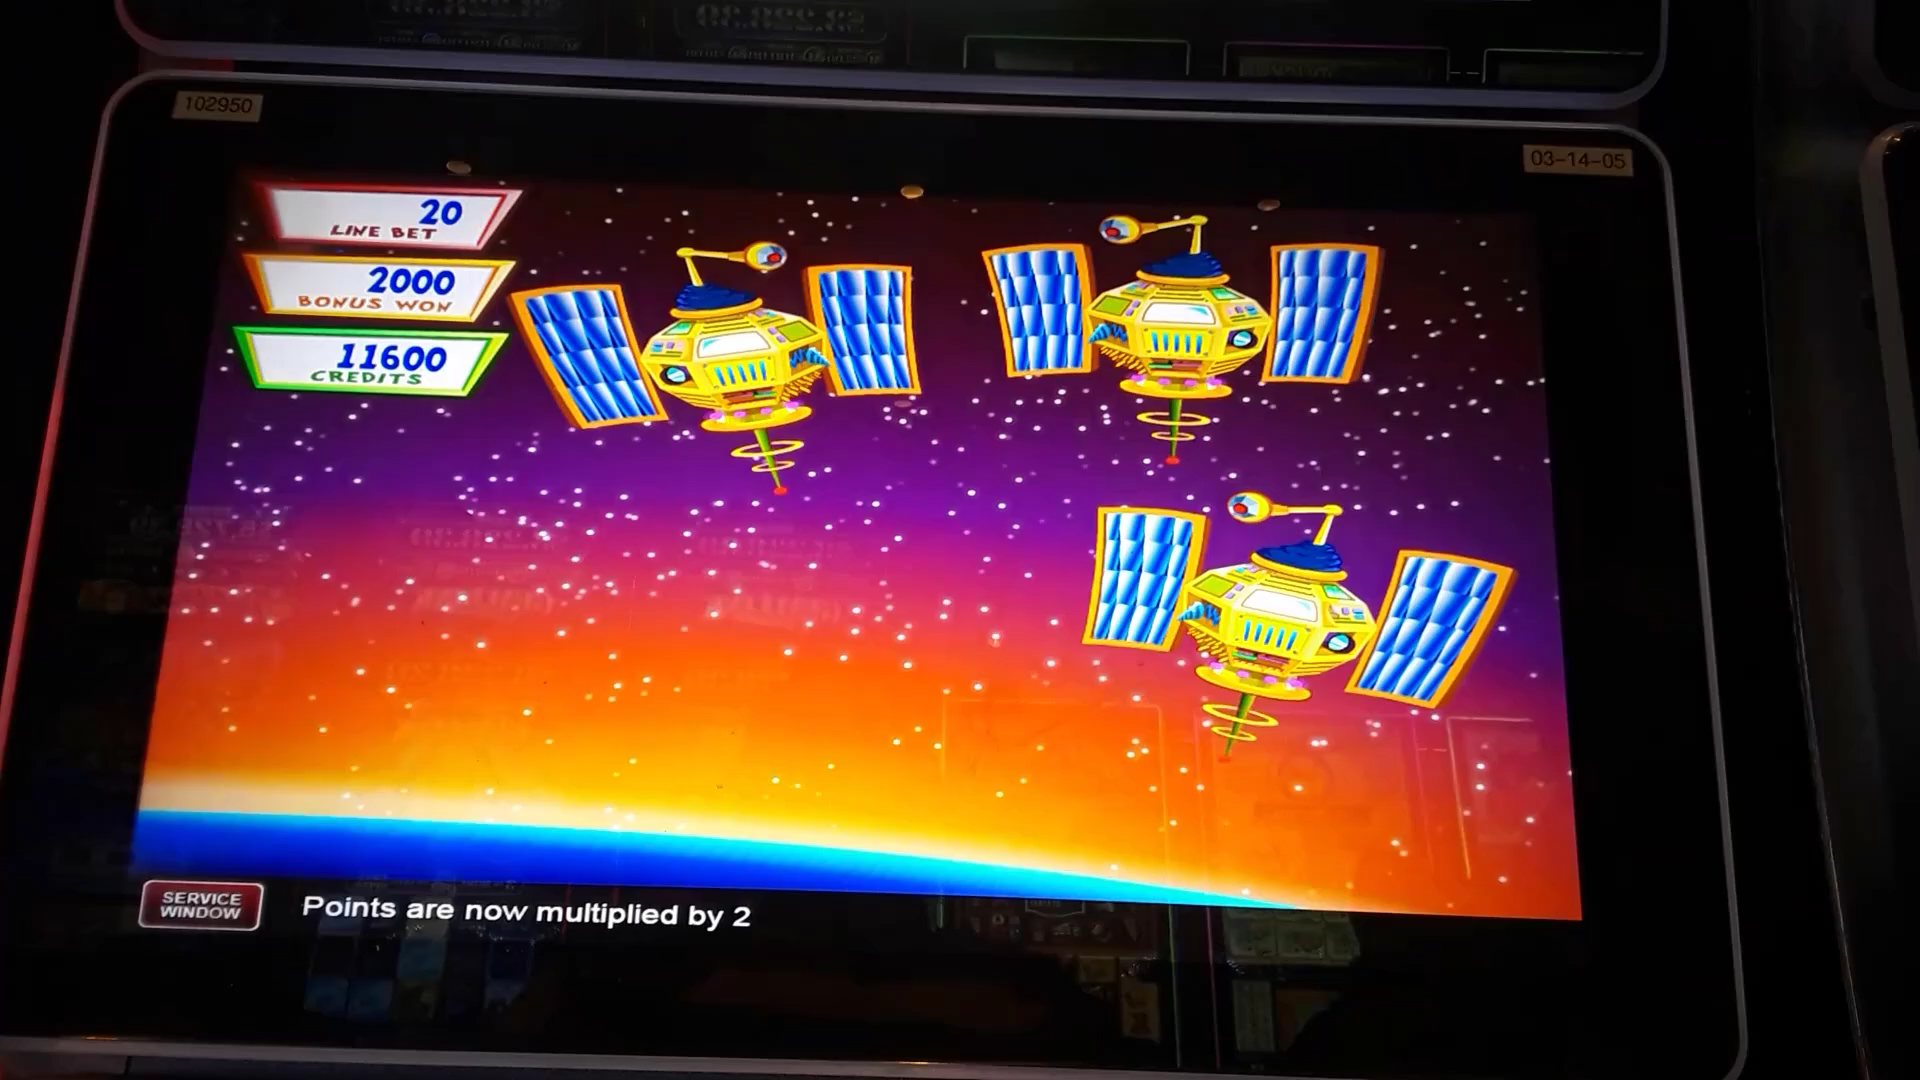 102950
03-14-05
20
LINE BET
2000
BONUS WON
11600
CREDITS
SERVICE
WINDOW
Points are now multiplied by 2